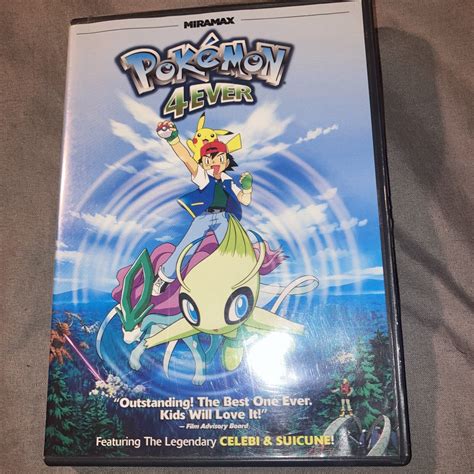 MIRAMAX
POKéMON
4EVER
"Outstanding! The Best One Ever.
Kids Will Love It!"
— Film Advisory Board
Featuring The Legendary CELEBI & SUICUNE!